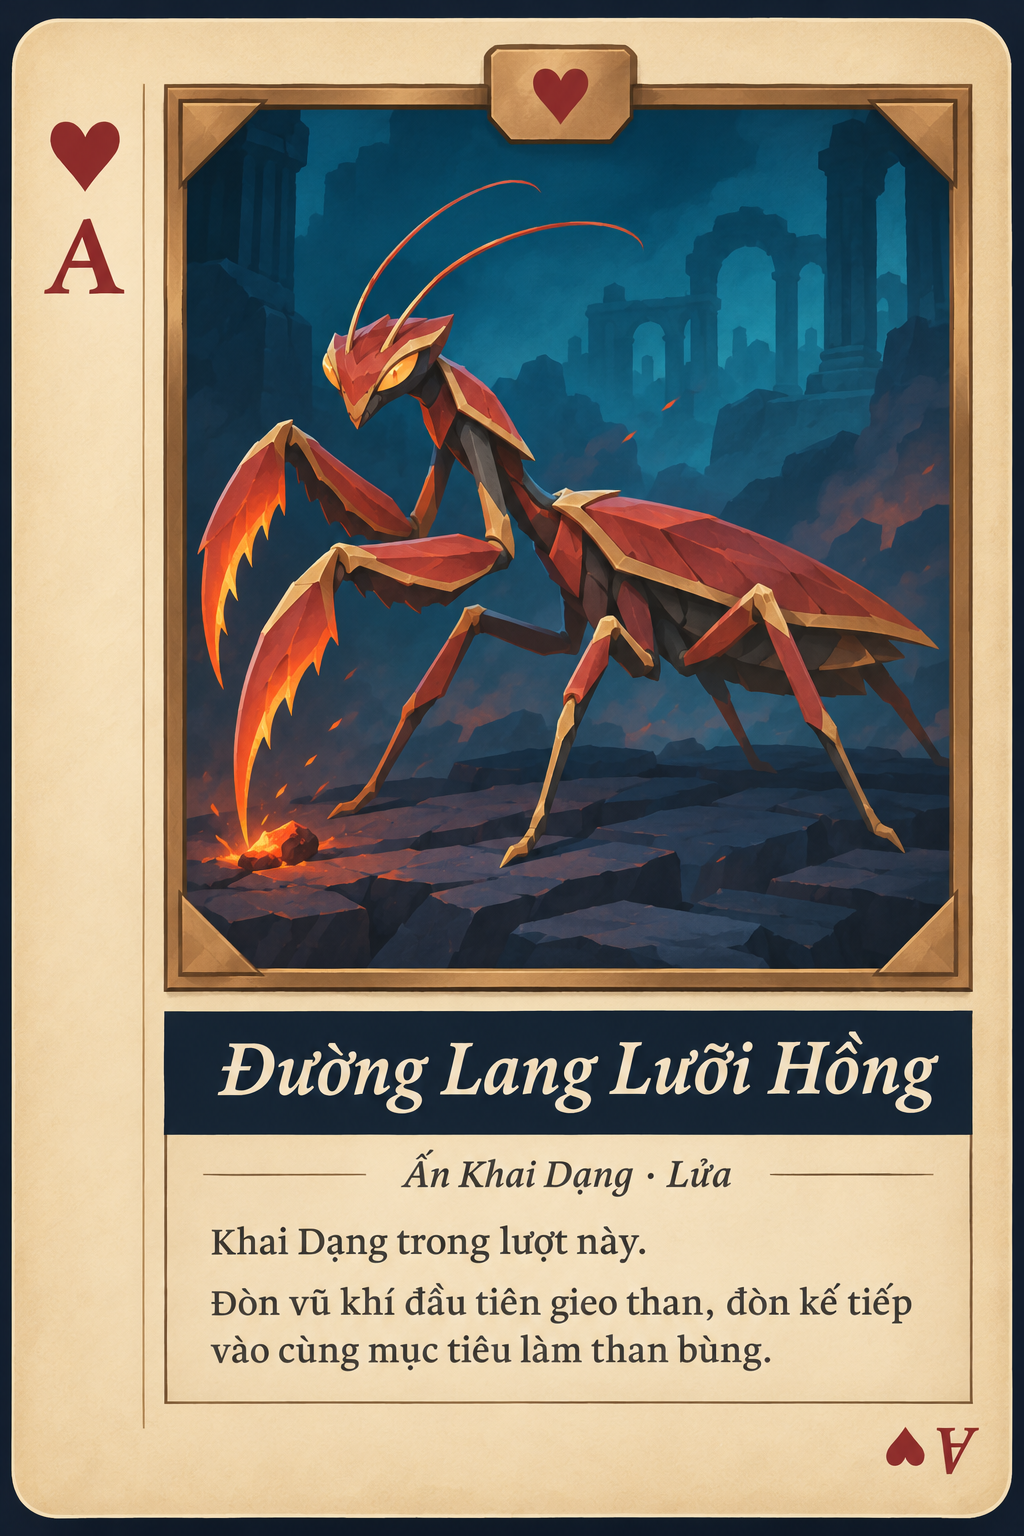 A
Đường Lang Lưỡi Hồng
Ấn Khai Dạng · Lửa
Khai Dạng trong lượt này.
Đòn vũ khí đầu tiên gieo than, đòn kế tiếp
vào cùng mục tiêu làm than bùng.
A